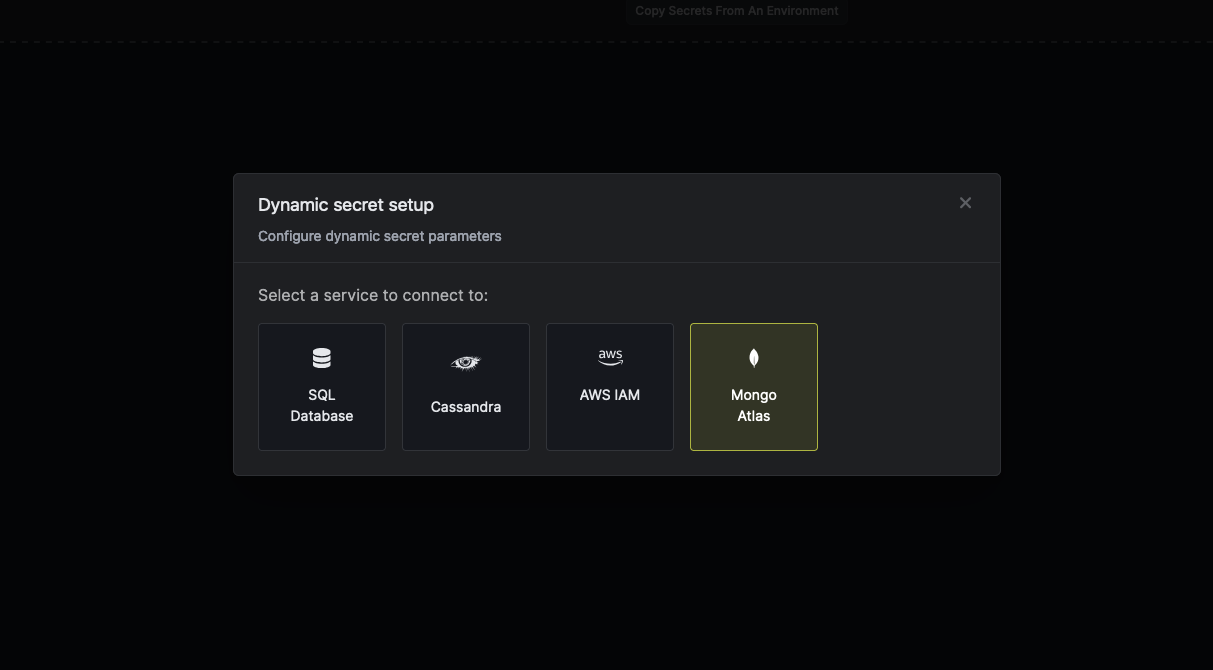 Copy Secrets From An Environment
Dynamic secret setup
Configure dynamic secret parameters
Select a service to connect to:
SQL
Database
Cassandra
aws
AWS IAM
Mongo
Atlas